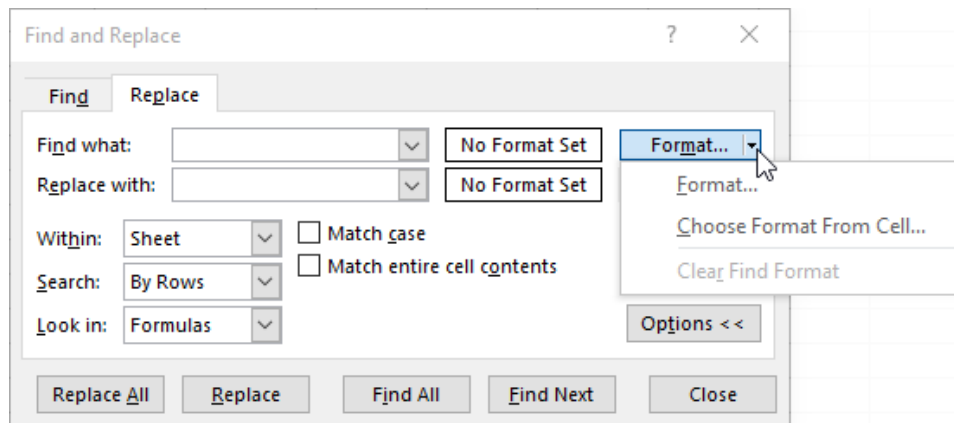 Find and Replace ?
Find Replace
Find what: No Format Set Format...
Replace with: No Format Set
Format...
Choose Format From Cell...
Clear Find Format
Within: Sheet Match case
Match entire cell contents
Search: By Rows
Look in: Formulas Options <<
Replace All Replace Find All Find Next Close